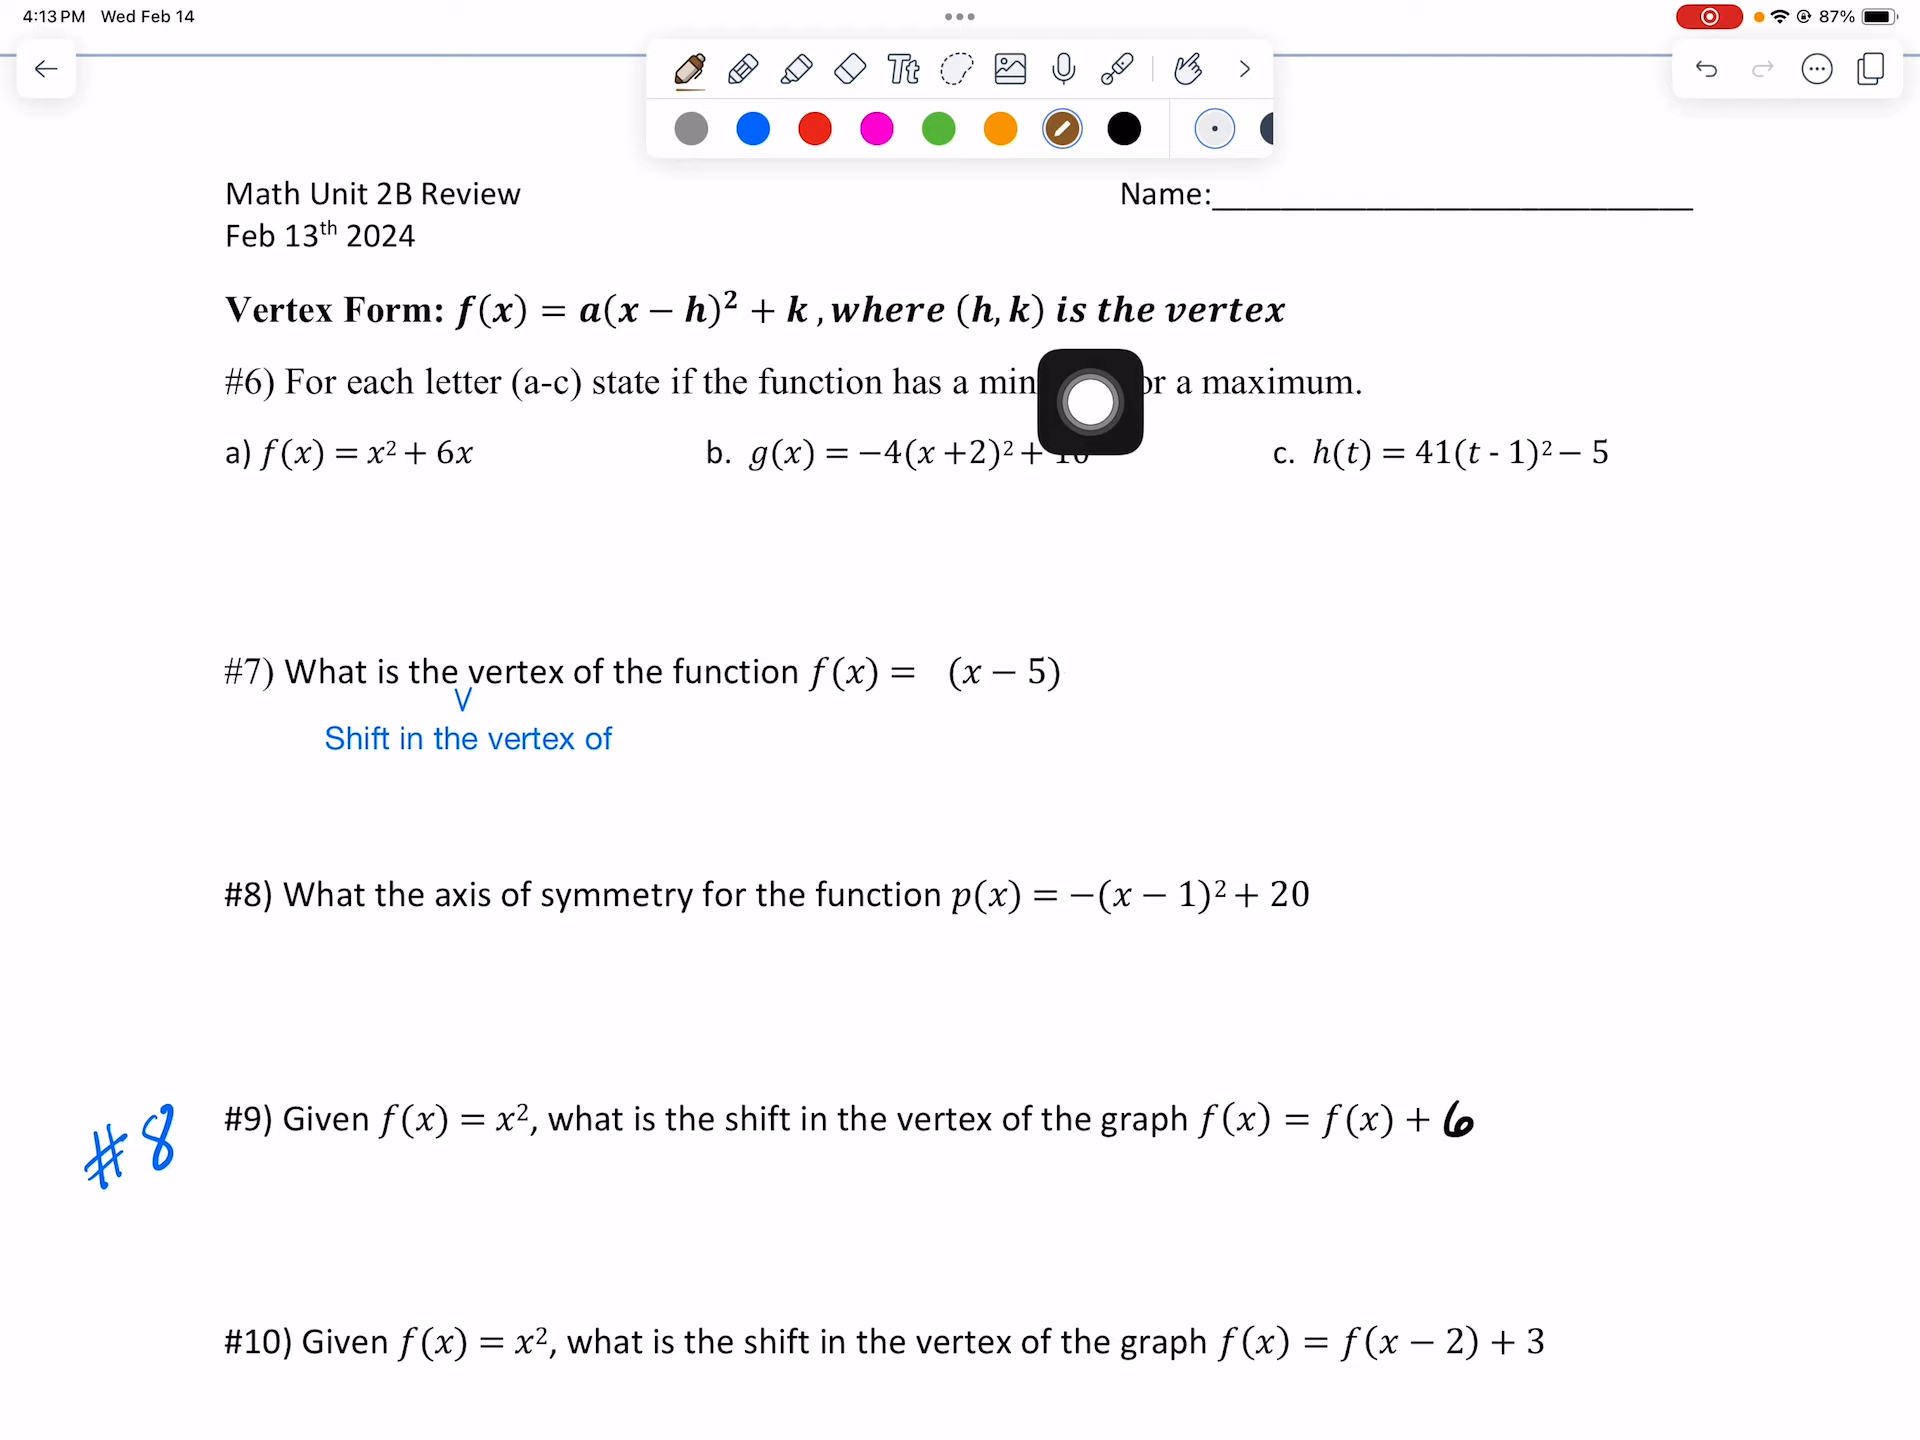 4:13 PM Wed Feb 14
87%
Tt
Math Unit 2B Review
Name:
Feb 13th 2024
Vertex Form: f(x) = a(x − h)² + k, where (h, k) is the vertex
#6) For each letter (a-c) state if the function has a min or a maximum.
a) f(x) = x² + 6x
b. g(x) = −4(x +2)² +
c. h(t) = 41(t - 1)² − 5
#7) What is the vertex of the function f(x) = (x − 5)
V
Shift in the vertex of
#8) What the axis of symmetry for the function p(x) = −(x − 1)² + 20
#8
#9) Given f(x) = x², what is the shift in the vertex of the graph f(x) = f(x) + 6
#10) Given f(x) = x², what is the shift in the vertex of the graph f(x) = f(x − 2) + 3